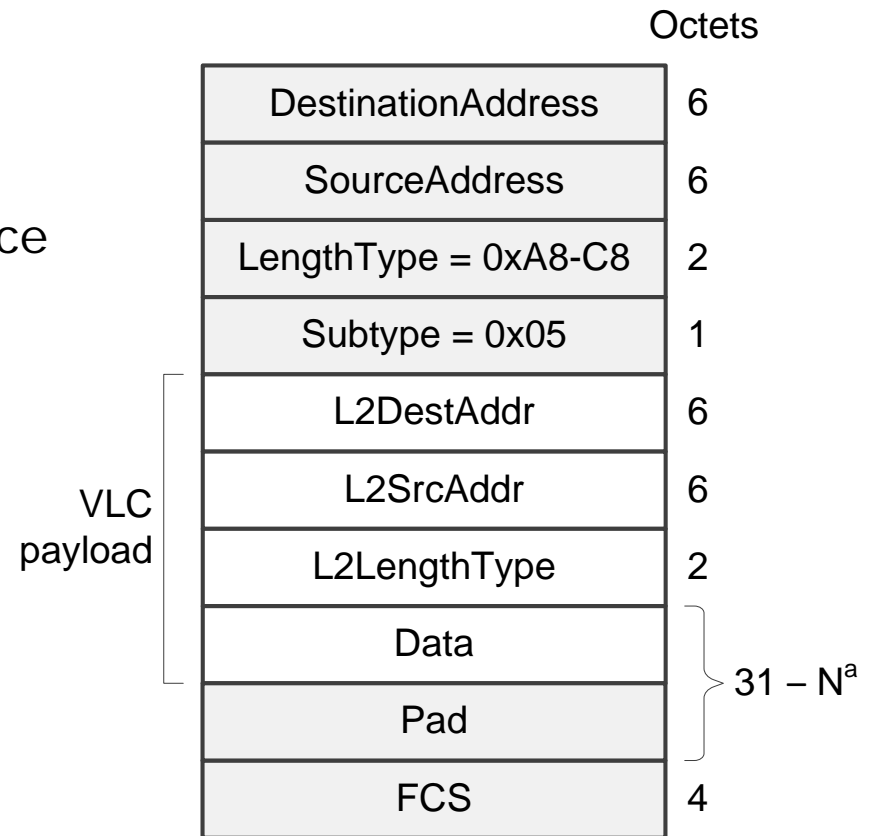 Octets
DestinationAddress 6
SourceAddress 6
ce
LengthType = 0xA8-C8 2
Subtype = 0x05 1
L2DestAddr 6
L2SrcAddr 6
VLC
payload
L2LengthType 2
Data
31 – Nᵃ
Pad
FCS 4